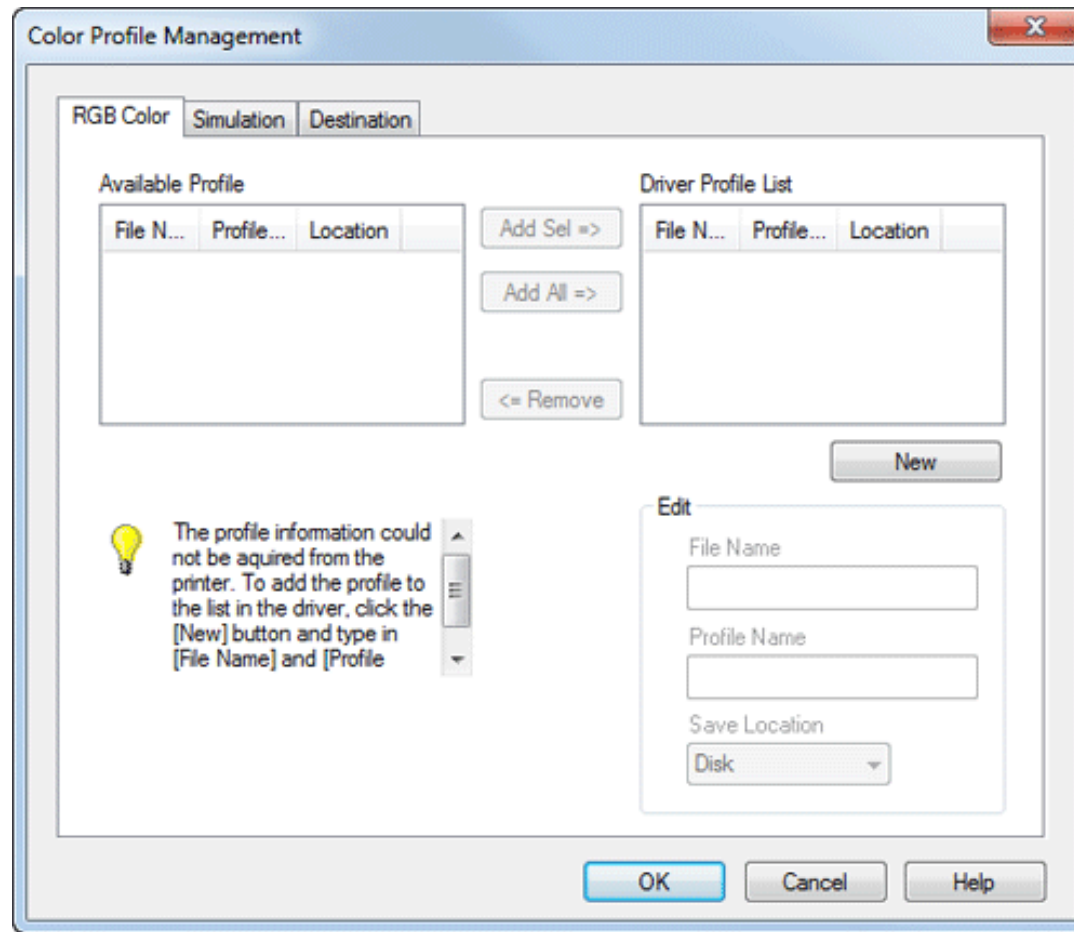 Color Profile Management
RGB Color Simulation Destination
Available Profile
File N... Profile... Location
Add Sel =>
Add All =>
<= Remove
Driver Profile List
File N... Profile... Location
New
The profile information could
not be aquired from the
printer. To add the profile to
the list in the driver, click the
[New] button and type in
[File Name] and [Profile
Edit
File Name
Profile Name
Save Location
Disk
OK Cancel Help